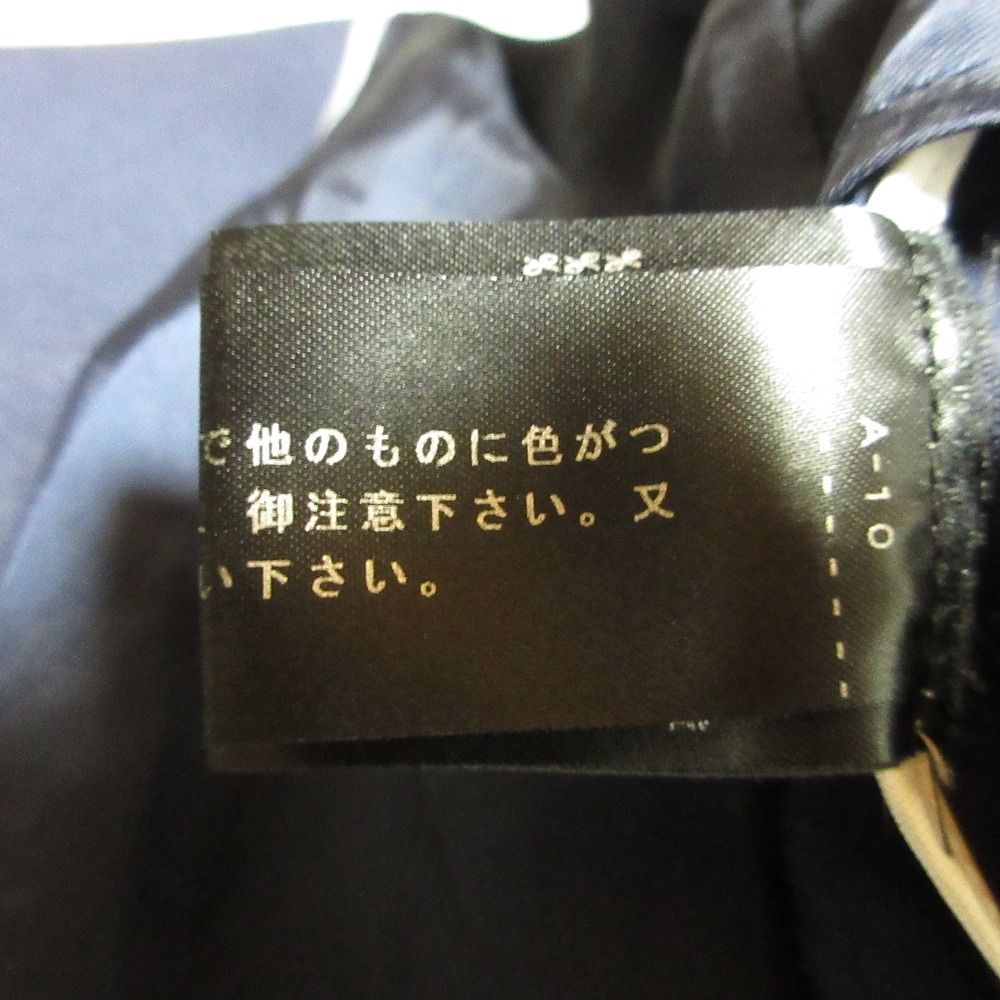 で他のものに色がつ
御注意下さい。又
い下さい。
A-10